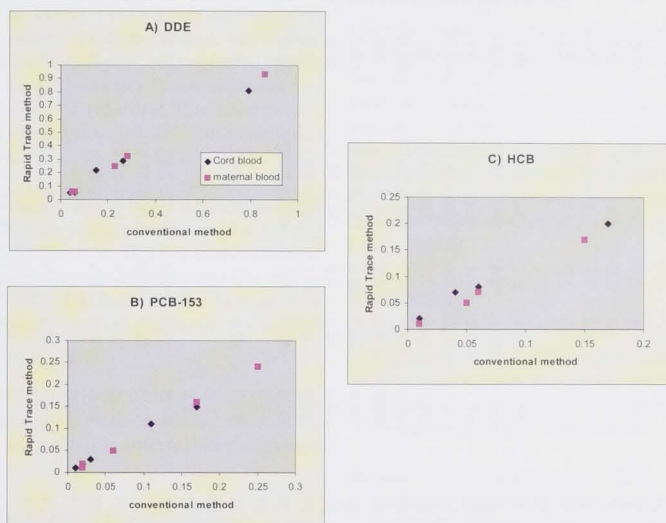 A) DDE
Rapid Trace method
1
0.9
0.8
0.7
0.6
0.5
0.4
0.3
0.2
0.1
0
0 0.2 0.4 0.6 0.8 1
conventional method
Cord blood
maternal blood
B) PCB-153
Rapid Trace method
0.3
0.25
0.2
0.15
0.1
0.05
0
0 0.05 0.1 0.15 0.2 0.25 0.3
conventional method
C) HCB
Rapid Trace method
0.25
0.2
0.15
0.1
0.05
0
0 0.05 0.1 0.15 0.2
conventional method